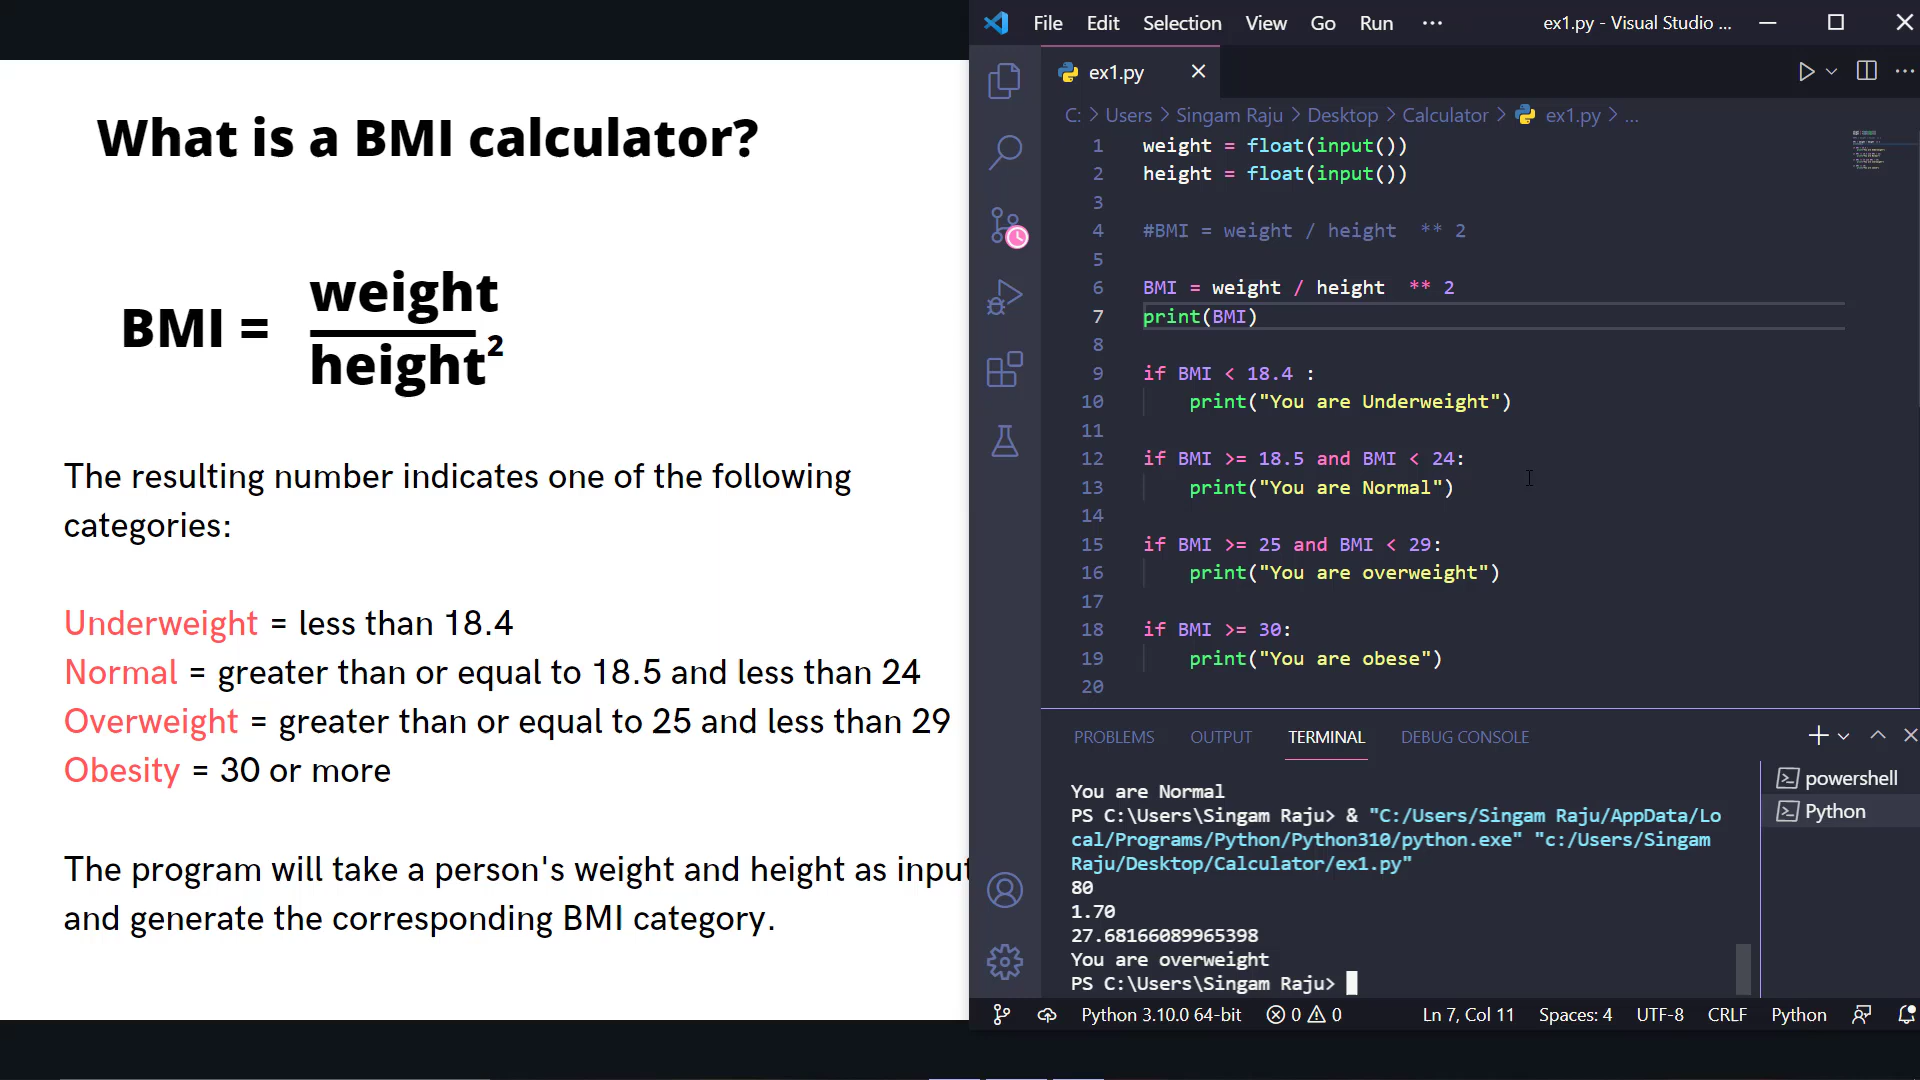 What is a BMI calculator?
BMI = weight
height²
The resulting number indicates one of the following
categories:
Underweight = less than 18.4
Normal = greater than or equal to 18.5 and less than 24
Overweight = greater than or equal to 25 and less than 29
Obesity = 30 or more
The program will take a person's weight and height as input
and generate the corresponding BMI category.
File Edit Selection View Go Run ··· ex1.py - Visual Studio ...
ex1.py
C: > Users > Singam Raju > Desktop > Calculator > ex1.py > ...
1 weight = float(input())
2 height = float(input())
3
4 #BMI = weight / height  ** 2
5
6 BMI = weight / height  ** 2
7 print(BMI)
8
9 if BMI < 18.4 :
10     print("You are Underweight")
11
12 if BMI >= 18.5 and BMI < 24:
13     print("You are Normal")
14
15 if BMI >= 25 and BMI < 29:
16     print("You are overweight")
17
18 if BMI >= 30:
19     print("You are obese")
20
PROBLEMS OUTPUT TERMINAL DEBUG CONSOLE
You are Normal
PS C:\Users\Singam Raju> & "C:/Users/Singam Raju/AppData/Lo
cal/Programs/Python/Python310/python.exe" "c:/Users/Singam
Raju/Desktop/Calculator/ex1.py"
80
1.70
27.68166089965398
You are overweight
PS C:\Users\Singam Raju>
powershell
Python
Python 3.10.0 64-bit 0 0 Ln 7, Col 11 Spaces: 4 UTF-8 CRLF Python